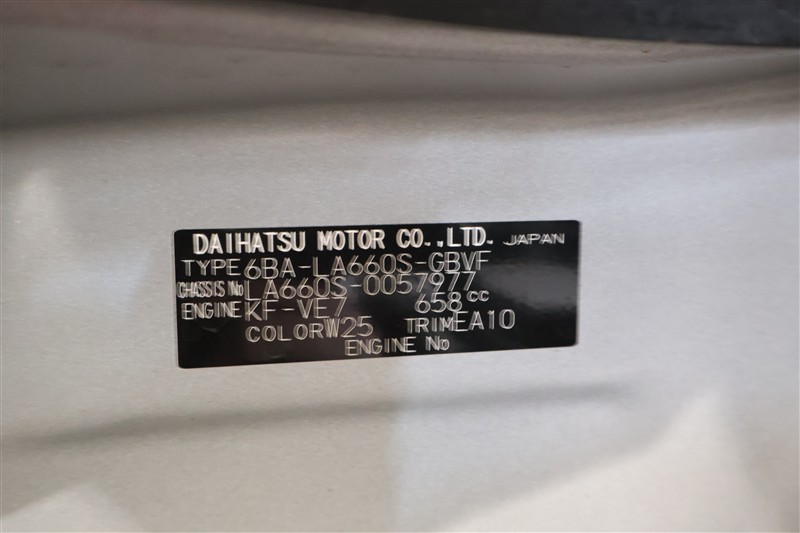 DAIHATSU MOTOR CO.,LTD. JAPAN
TYPE 6BA-LA660S-GBVF
CHASSIS No LA660S-0057977
ENGINE KF-VE7 658cc
COLOR W25 TRIM EA10
ENGINE No